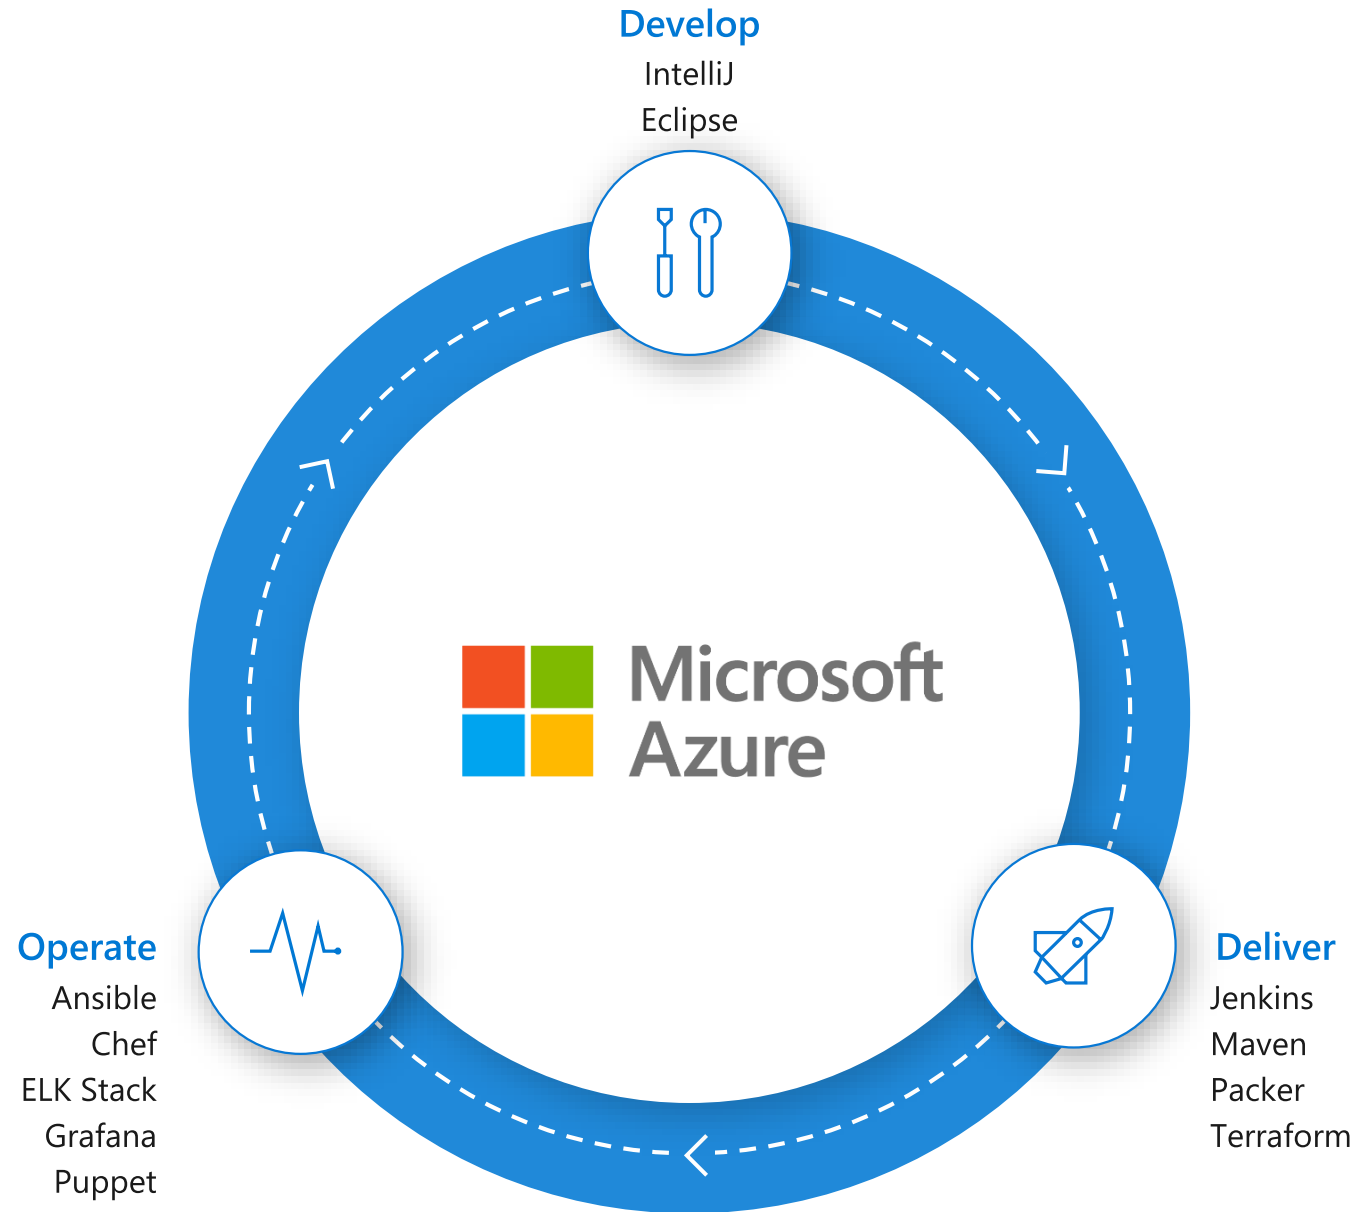 Develop
IntelliJ
Eclipse
Microsoft
Azure
Operate
Ansible
Chef
ELK Stack
Grafana
Puppet
Deliver
Jenkins
Maven
Packer
Terraform